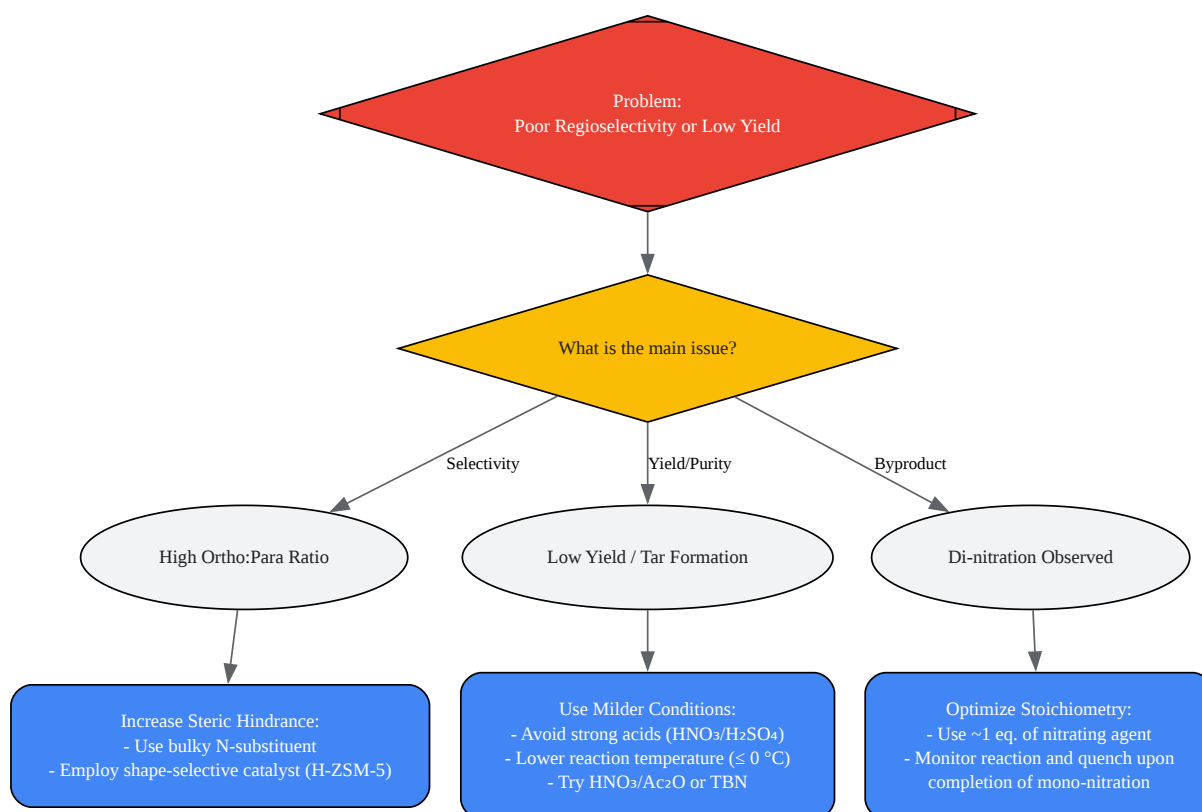 Problem:
Poor Regioselectivity or Low Yield
What is the main issue?
Selectivity
Yield/Purity
Byproduct
High Ortho:Para Ratio
Low Yield / Tar Formation
Di-nitration Observed
Increase Steric Hindrance:
- Use bulky N-substituent
- Employ shape-selective catalyst (H-ZSM-5)
Use Milder Conditions:
- Avoid strong acids (HNO₃/H₂SO₄)
- Lower reaction temperature (≤ 0 °C)
- Try HNO₃/Ac₂O or TBN
Optimize Stoichiometry:
- Use ~1 eq. of nitrating agent
- Monitor reaction and quench upon
completion of mono-nitration